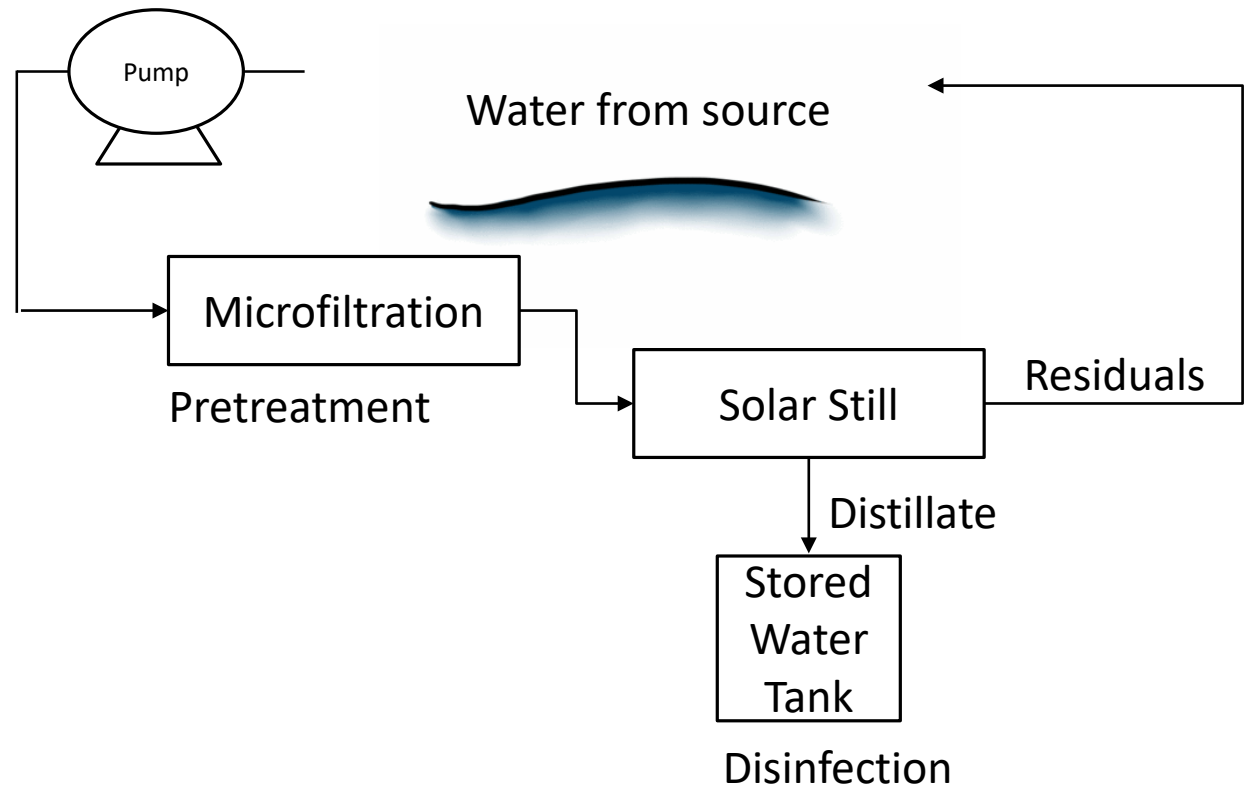 Pump
Water from source
Microfiltration
Pretreatment
Solar Still
Residuals
Distillate
Stored
Water
Tank
Disinfection